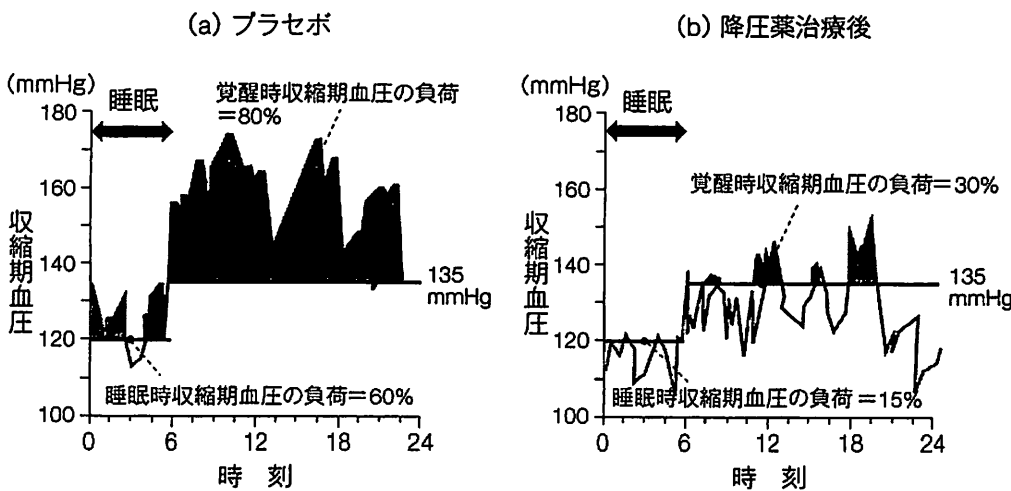 (a) プラセボ
(mmHg)
睡眠
覚醒時収縮期血圧の負荷
=80%
180
160
140
120
100
収縮期血圧
135
mmHg
睡眠時収縮期血圧の負荷=60%
0
6
12
18
24
時 刻
(b) 降圧薬治療後
(mmHg)
睡眠
180
160
140
120
100
収縮期血圧
覚醒時収縮期血圧の負荷=30%
135
mmHg
睡眠時収縮期血圧の負荷=15%
0
6
12
18
24
時 刻